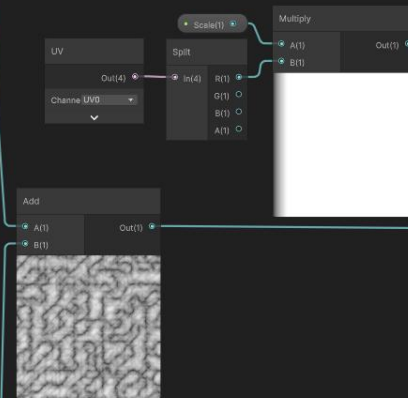 Scale(1)
Multiply
A(1)
Out(1)
B(1)
UV
Out(4)
Channe UV0
Split
In(4)
R(1)
G(1)
B(1)
A(1)
Add
A(1)
Out(1)
B(1)